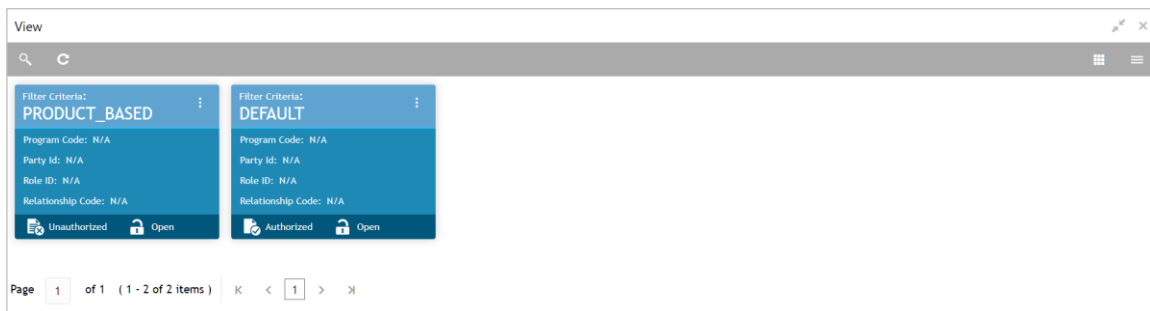 View
Filter Criteria:
PRODUCT_BASED
Program Code: N/A
Party Id: N/A
Role ID: N/A
Relationship Code: N/A
Unauthorized Open
Filter Criteria:
DEFAULT
Program Code: N/A
Party Id: N/A
Role ID: N/A
Relationship Code: N/A
Authorized Open
Page 1 of 1 ( 1 - 2 of 2 items ) 1